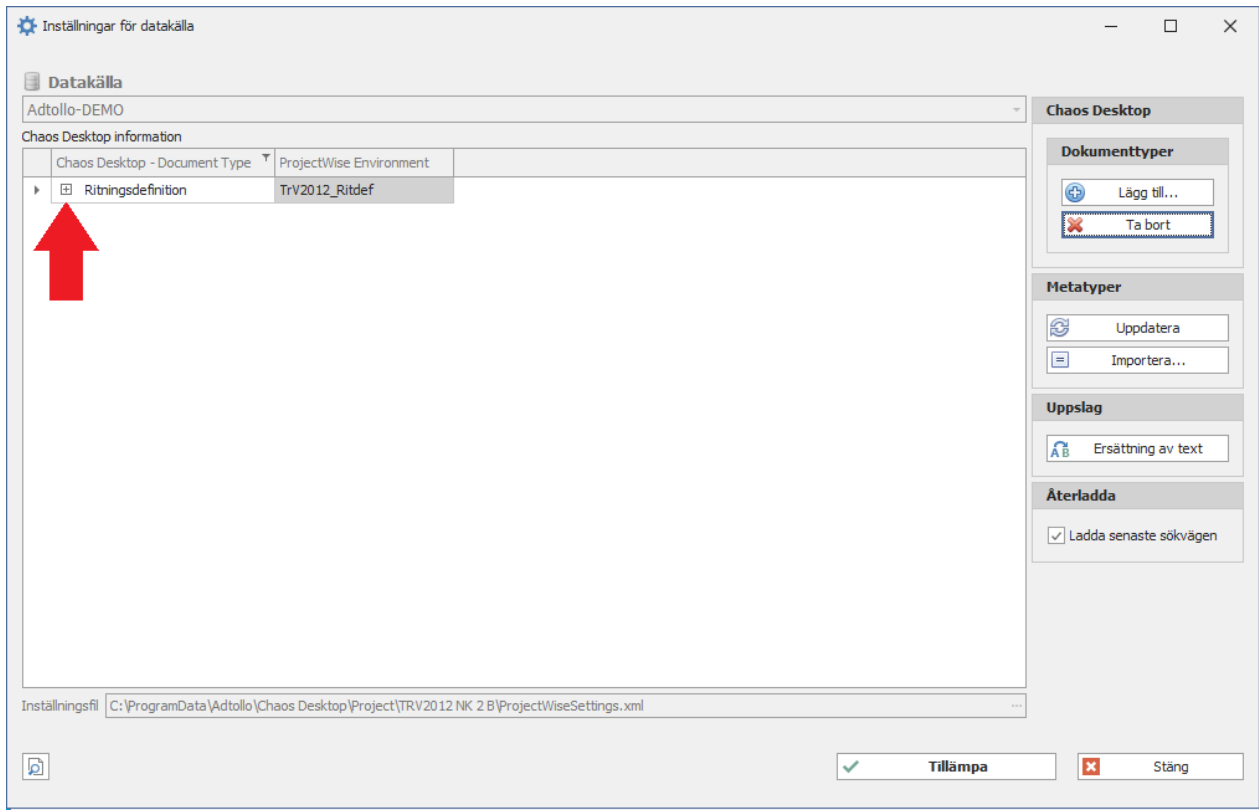 Inställningar för datakälla
Datakälla
Adtollo-DEMO
Chaos Desktop information
Chaos Desktop - Document Type ProjectWise Environment
Ritningsdefinition TrV2012_Ritdef
Inställningsfil C:\ProgramData\Adtollo\Chaos Desktop\Project\TRV2012 NK 2 B\ProjectWiseSettings.xml ...
Chaos Desktop
Dokumenttyper
Lägg till...
Ta bort
Metatyper
Uppdatera
Importera...
Uppslag
AB Ersättning av text
Återladda
Ladda senaste sökvägen
Tillämpa Stäng